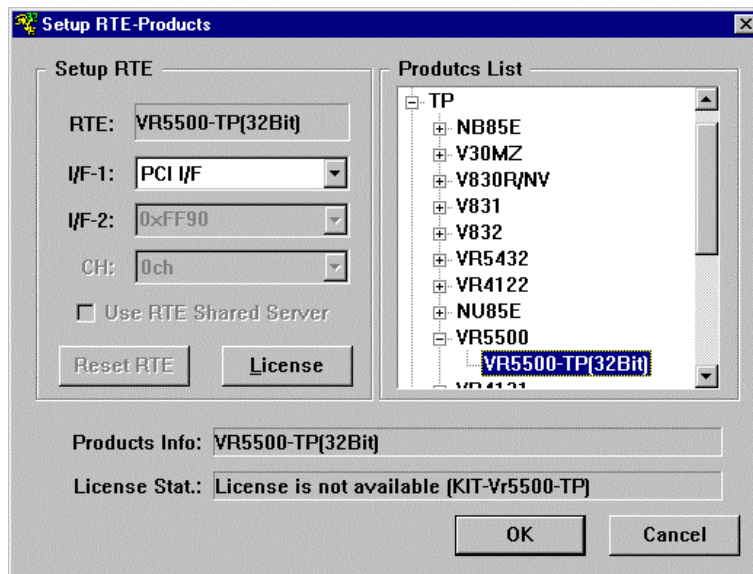 Setup RTE-Products
Setup RTE
RTE: VR5500-TP(32Bit)
I/F-1: PCI I/F
I/F-2: 0xFF90
CH: 0ch
Use RTE Shared Server
Reset RTE License
Produtcs List
TP
NB85E
V30MZ
V830R/NV
V831
V832
VR5432
VR4122
NU85E
VR5500
VR5500-TP(32Bit)
VR4131
Products Info: VR5500-TP(32Bit)
License Stat.: License is not available (KIT-Vr5500-TP)
OK Cancel